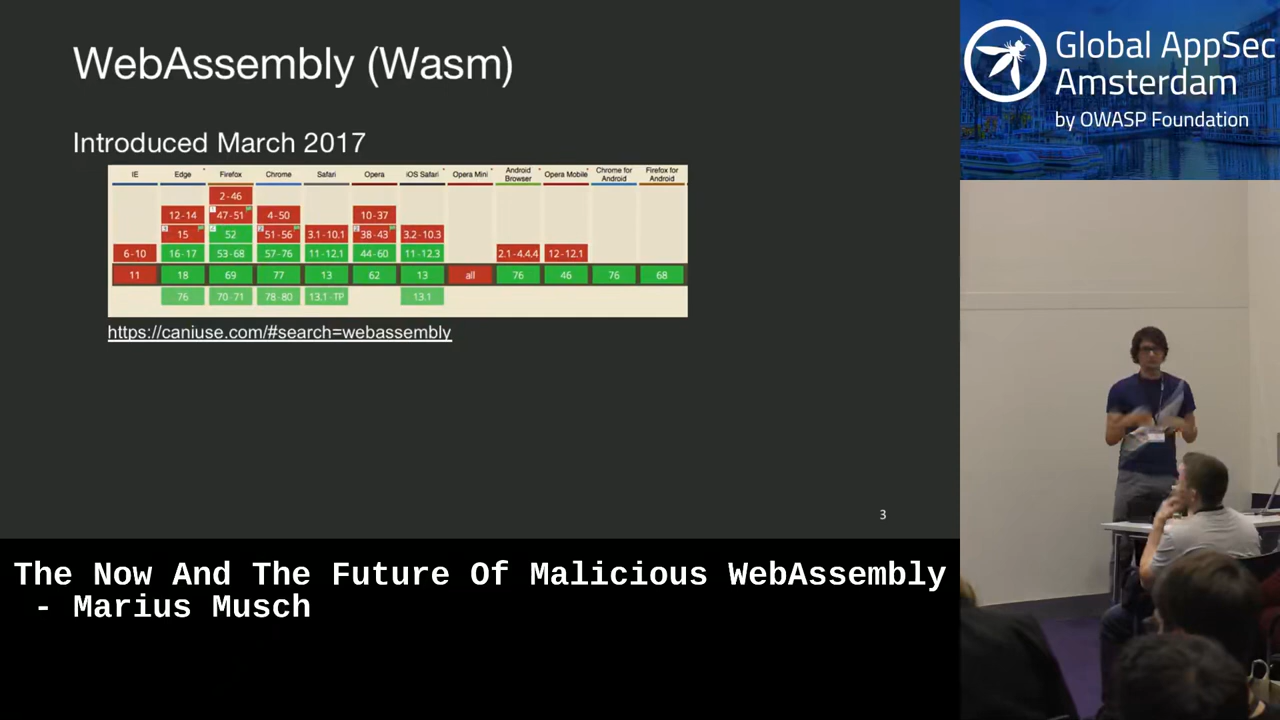 WebAssembly (Wasm)
Introduced March 2017
IE Edge Firefox Chrome Safari Opera iOS Safari Opera Mini Android Browser Opera Mobile Chrome for Android Firefox for Android
2-46
12-14 47-51 4-50 10-37
15 52 51-56 3.1-10.1 38-43 3.2-10.3
6-10 16-17 53-68 57-76 11-12.1 44-60 11-12.3 2.1-4.4.4 12-12.1
11 18 69 77 13 62 13 all 76 46 76 68
76 70-71 78-80 13.1-TP 13.1
https://caniuse.com/#search=webassembly
3
The Now And The Future Of Malicious WebAssembly
- Marius Musch
Global AppSec
Amsterdam
by OWASP Foundation